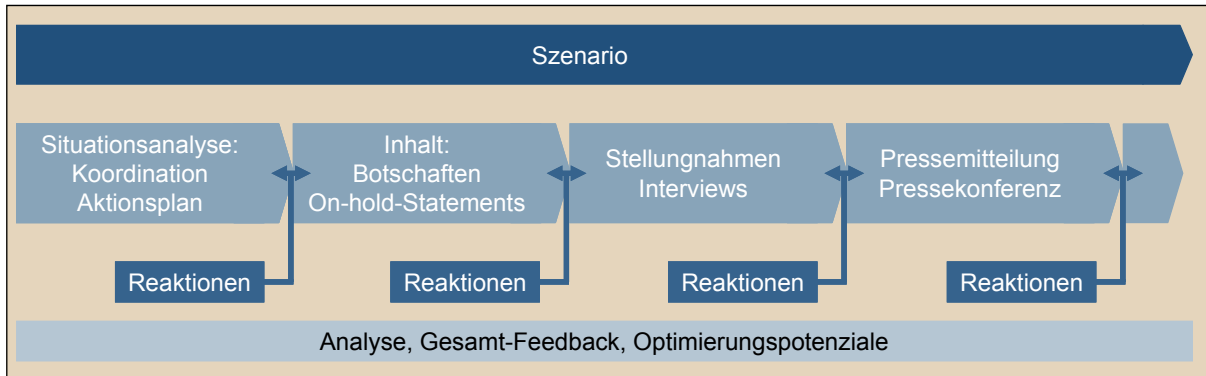 Szenario
Situationsanalyse:
Koordination
Aktionsplan
Inhalt:
Botschaften
On-hold-Statements
Stellungnahmen
Interviews
Pressemitteilung
Pressekonferenz
Reaktionen
Reaktionen
Reaktionen
Reaktionen
Analyse, Gesamt-Feedback, Optimierungspotenziale